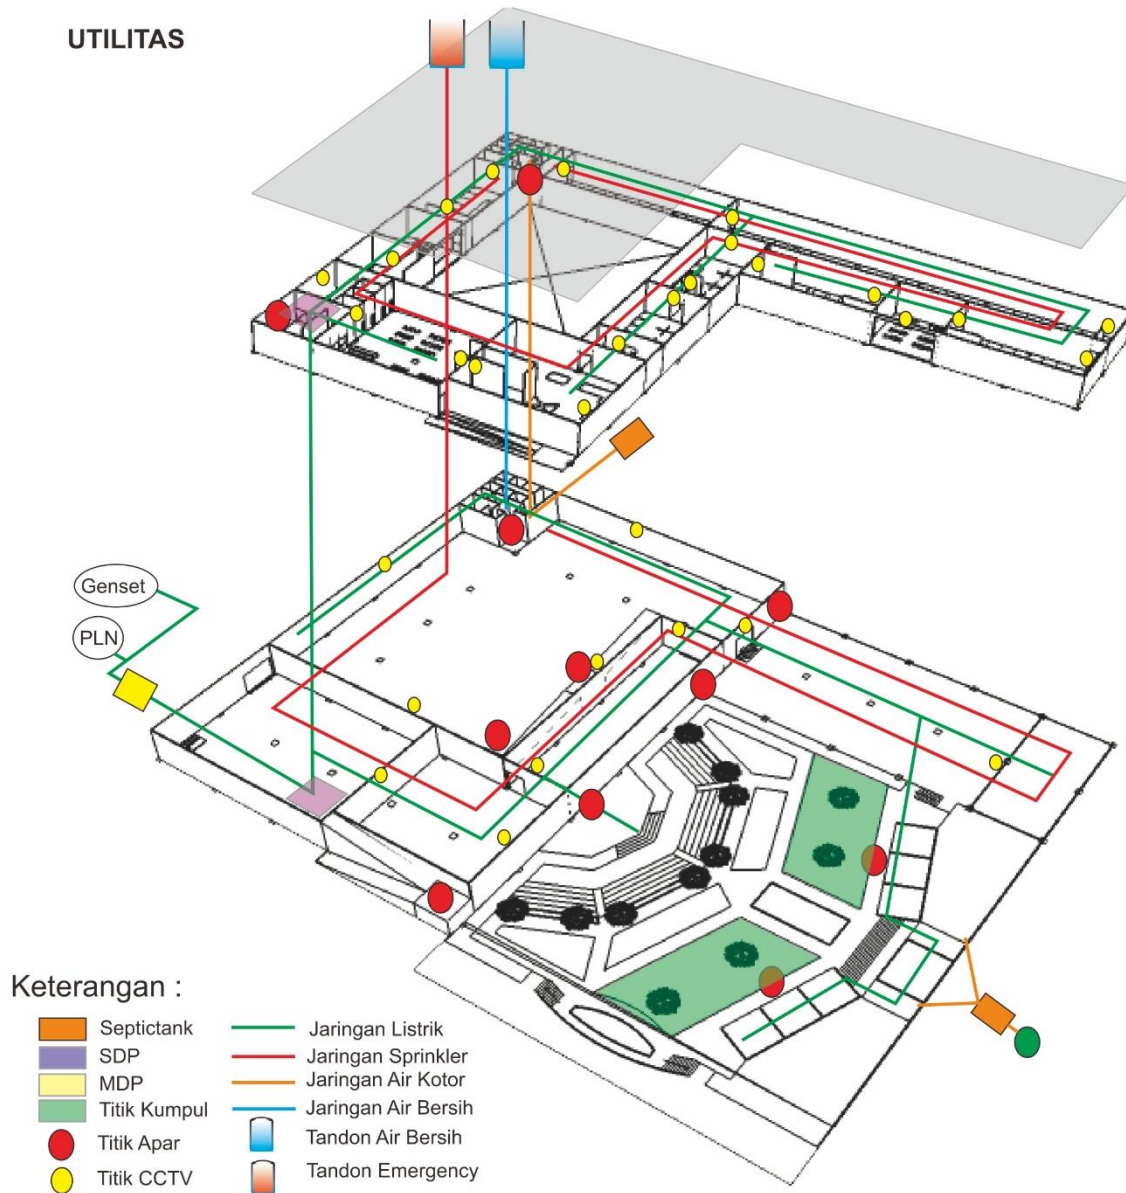 UTILITAS
Genset
PLN
Keterangan :
Septictank
SDP
MDP
Titik Kumpul
Titik Apar
Titik CCTV
Jaringan Listrik
Jaringan Sprinkler
Jaringan Air Kotor
Jaringan Air Bersih
Tandon Air Bersih
Tandon Emergency